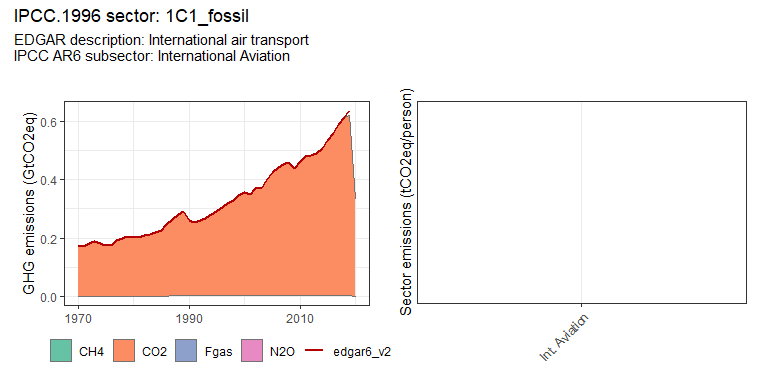 IPCC.1996 sector: 1C1_fossil
EDGAR description: International air transport
IPCC AR6 subsector: International Aviation
GHG emissions (GtCO2eq)
0.6
0.4
0.2
0.0
1970
1990
2010
CH4
CO2
Fgas
N2O
edgar6_v2
Sector emissions (tCO2eq/person)
Int. Aviation